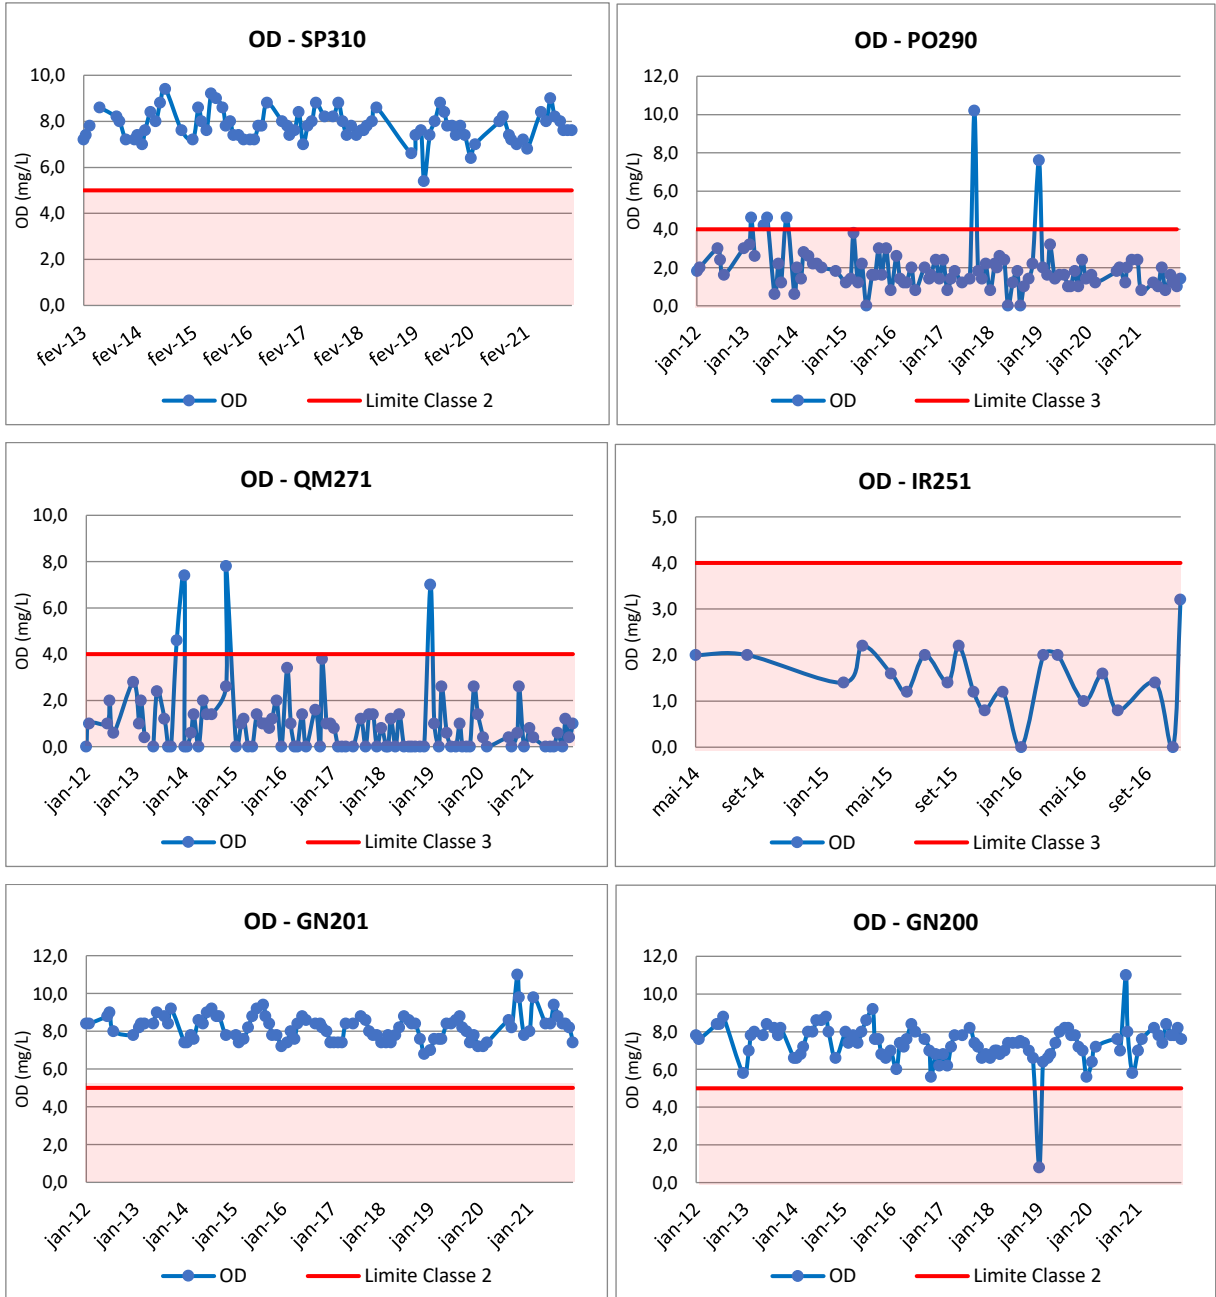 OD - SP310
10,0
8,0
6,0
4,0
2,0
0,0
OD (mg/L)
fev-13
fev-14
fev-15
fev-16
fev-17
fev-18
fev-19
fev-20
fev-21
OD
Limite Classe 2
OD - PO290
12,0
10,0
8,0
6,0
4,0
2,0
0,0
OD (mg/L)
jan-12
jan-13
jan-14
jan-15
jan-16
jan-17
jan-18
jan-19
jan-20
jan-21
OD
Limite Classe 3
OD - QM271
10,0
8,0
6,0
4,0
2,0
0,0
OD (mg/L)
jan-12
jan-13
jan-14
jan-15
jan-16
jan-17
jan-18
jan-19
jan-20
jan-21
OD
Limite Classe 3
OD - IR251
5,0
4,0
3,0
2,0
1,0
0,0
OD (mg/L)
mai-14
set-14
jan-15
mai-15
set-15
jan-16
mai-16
set-16
OD
Limite Classe 3
OD - GN201
12,0
10,0
8,0
6,0
4,0
2,0
0,0
OD (mg/L)
jan-12
jan-13
jan-14
jan-15
jan-16
jan-17
jan-18
jan-19
jan-20
jan-21
OD
Limite Classe 2
OD - GN200
12,0
10,0
8,0
6,0
4,0
2,0
0,0
OD (mg/L)
jan-12
jan-13
jan-14
jan-15
jan-16
jan-17
jan-18
jan-19
jan-20
jan-21
OD
Limite Classe 2